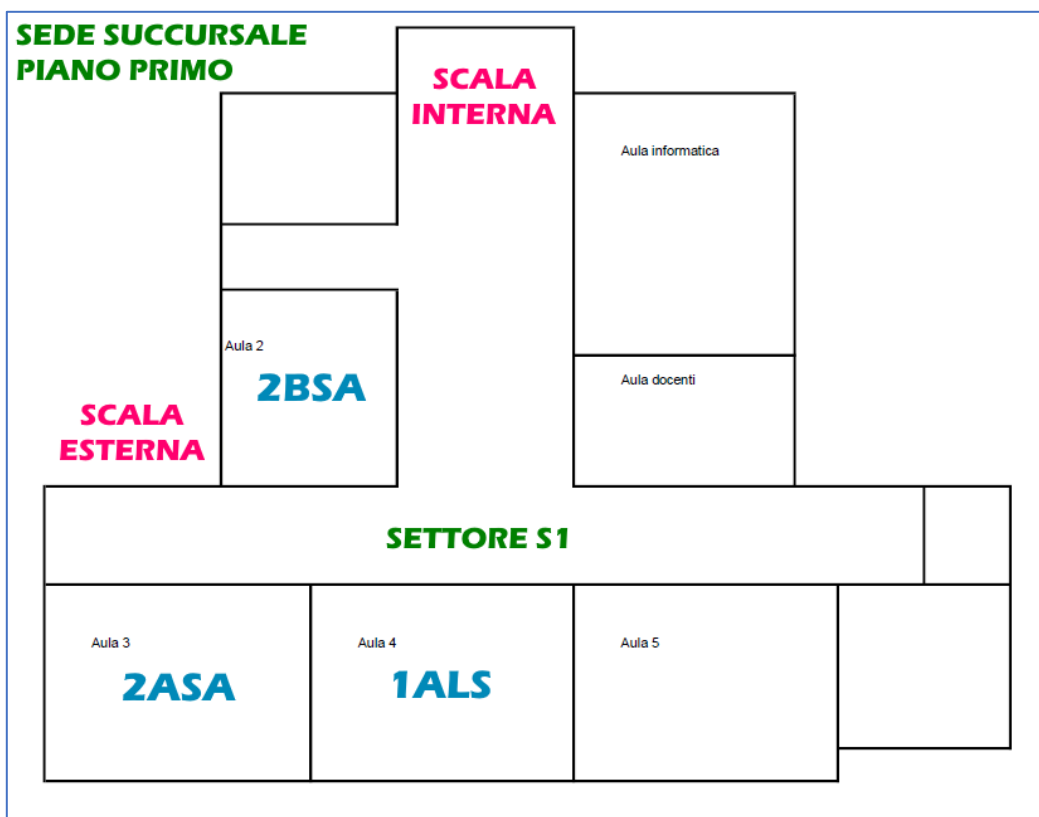 SEDE SUCCURSALE
PIANO PRIMO
SCALA
INTERNA
Aula informatica
Aula 2
2BSA
Aula docenti
SCALA
ESTERNA
SETTORE S1
Aula 3
2ASA
Aula 4
1ALS
Aula 5